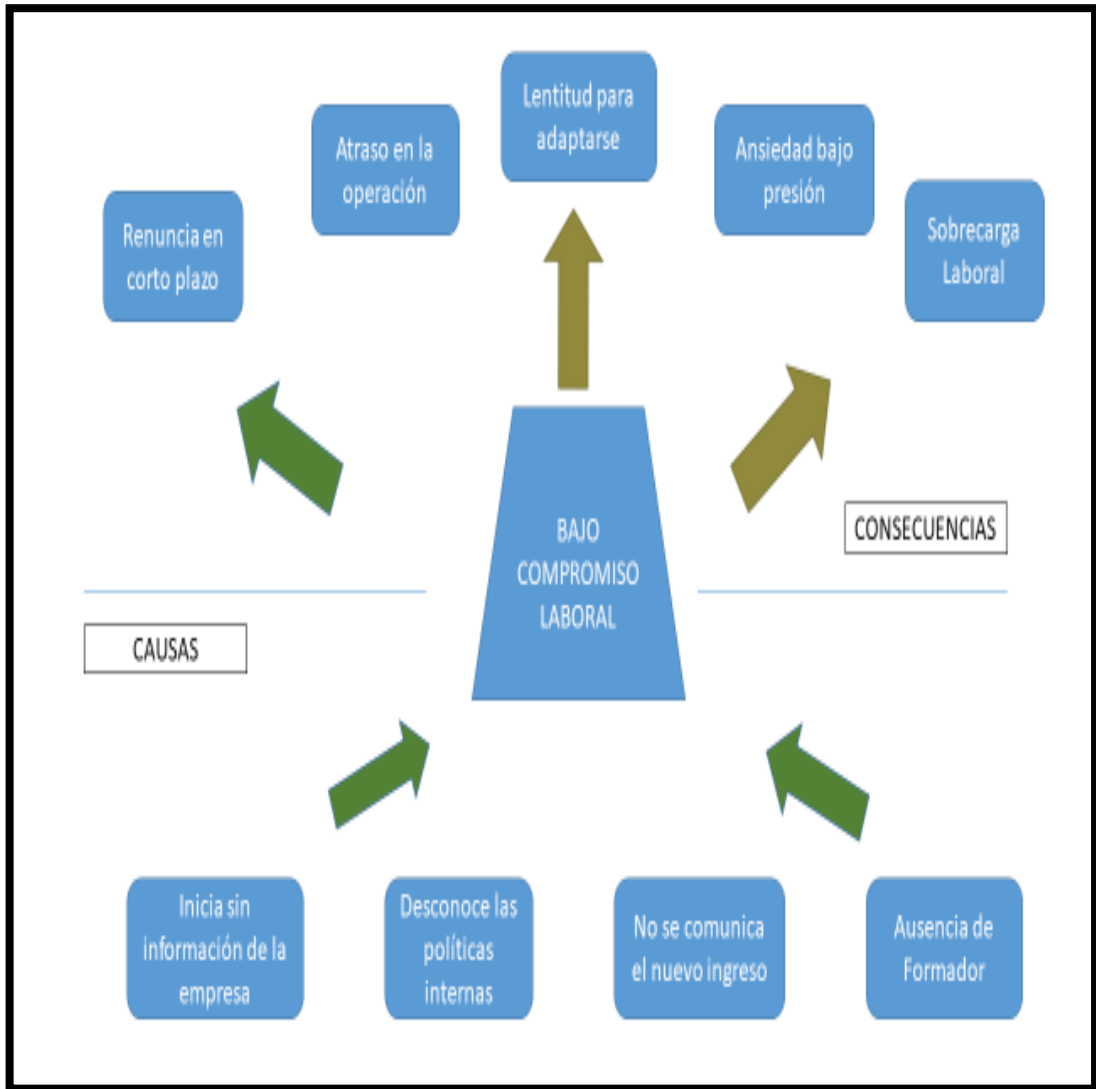 Lentitud para
adaptarse
Atraso en la
operación
Ansiedad bajo
presión
Renuncia en
corto plazo
Sobrecarga
Laboral
BAJO
COMPROMISO
LABORAL
CONSECUENCIAS
CAUSAS
Inicia sin
información de la
empresa
Desconoce las
políticas
internas
No se comunica
el nuevo ingreso
Ausencia de
Formador